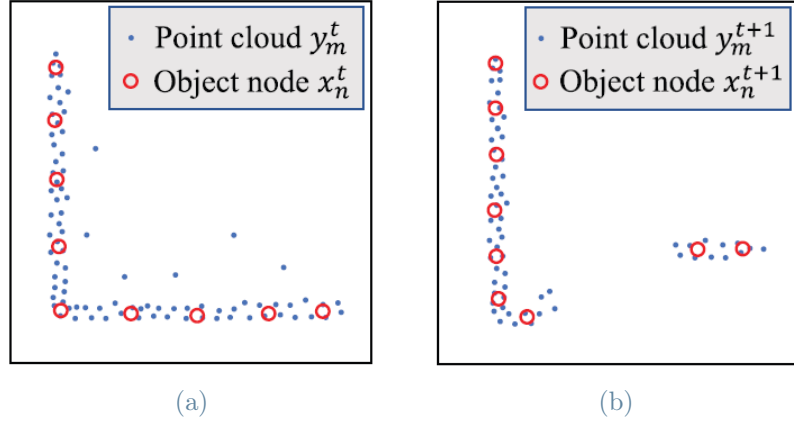 Point cloud $y_m^t$
Object node $x_n^t$
Point cloud $y_m^{t+1}$
Object node $x_n^{t+1}$
(a)
(b)